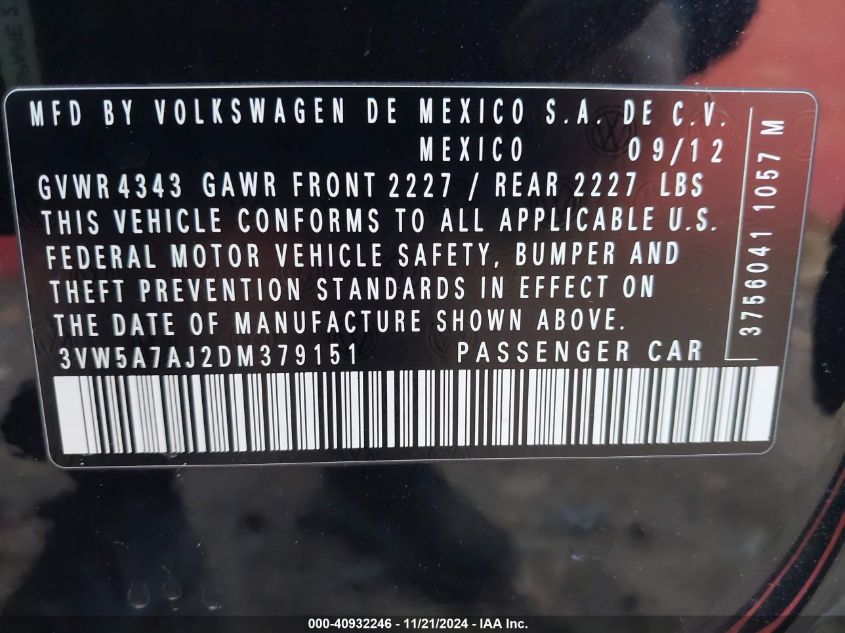 MFD BY VOLKSWAGEN DE MEXICO S.A. DE C.V.
MEXICO 09/12
GVWR 4343 GAWR FRONT 2227 / REAR 2227 LBS
THIS VEHICLE CONFORMS TO ALL APPLICABLE U.S.
FEDERAL MOTOR VEHICLE SAFETY, BUMPER AND
THEFT PREVENTION STANDARDS IN EFFECT ON
THE DATE OF MANUFACTURE SHOWN ABOVE.
3VW5A7AJ2DM379151 PASSENGER CAR
3756041 1057 M
000-40932246 - 11/21/2024 - IAA Inc.